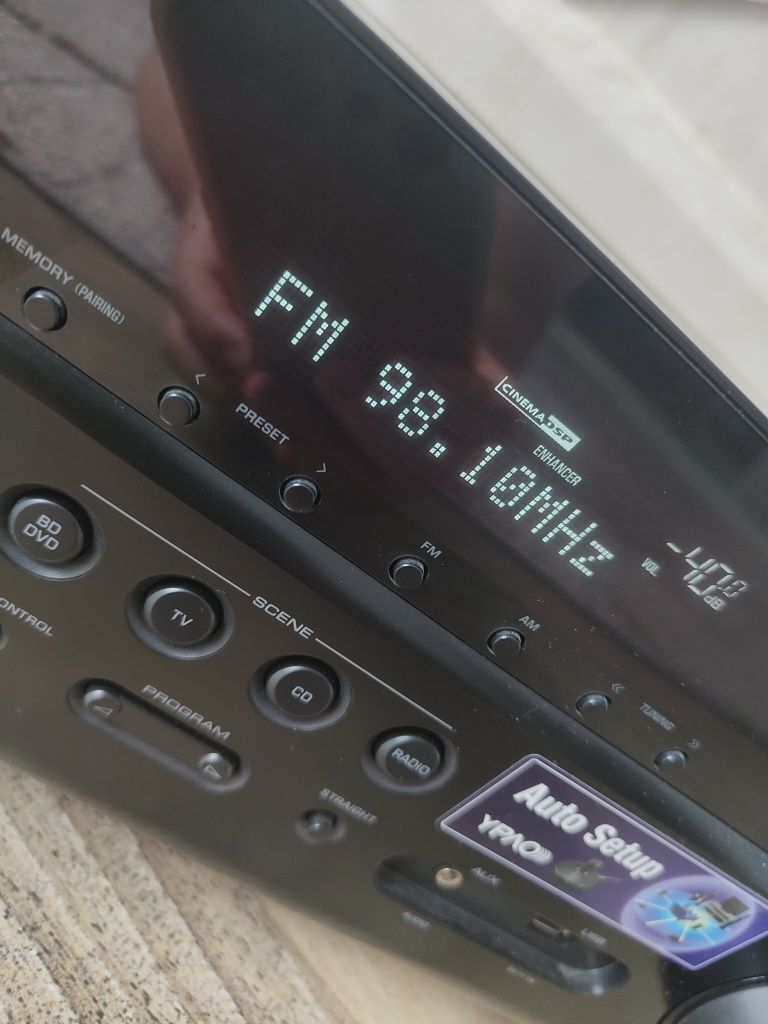 MEMORY (PAIRING)
< PRESET >
FM 98.10MHz
CINEMA DSP
ENHANCER
VOL -40.0 dB
FM
AM
<< TUNING >>
BD
DVD
TV
CD
RADIO
SCENE
PROGRAM
STRAIGHT
Auto Setup
YPAO
AUX
AUDIO
USB